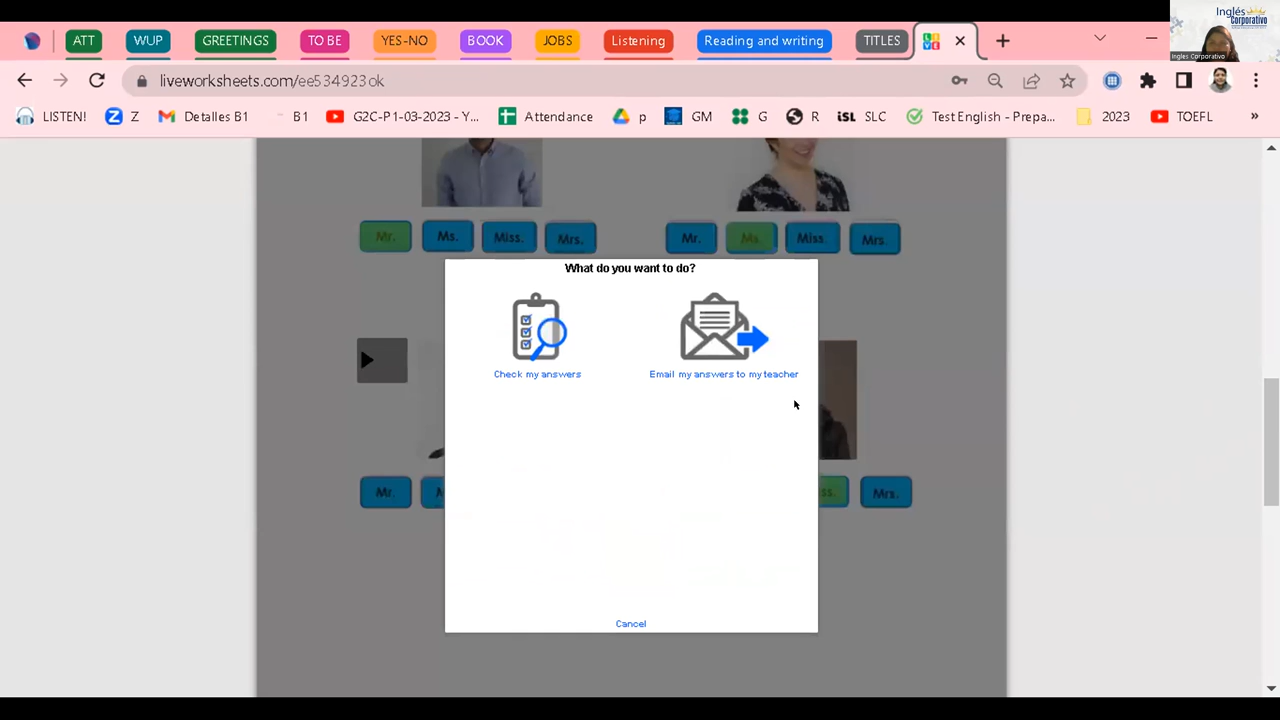 Inglés
Corporativo
Ingles Corporativo
ATT WUP GREETINGS TO BE YES-NO BOOK JOBS Listening Reading and writing TITLES
liveworksheets.com/ee534923ok
LISTEN! Z Detalles B1 B1 G2C-P1-03-2023 - Y... Attendance p GM G R iSL SLC Test English - Prepa... 2023 TOEFL »
Mr. Ms. Miss. Mrs. Mr. Ms. Miss. Mrs.
What do you want to do?
Check my answers Email my answers to my teacher
Mr. Mrs.
Cancel